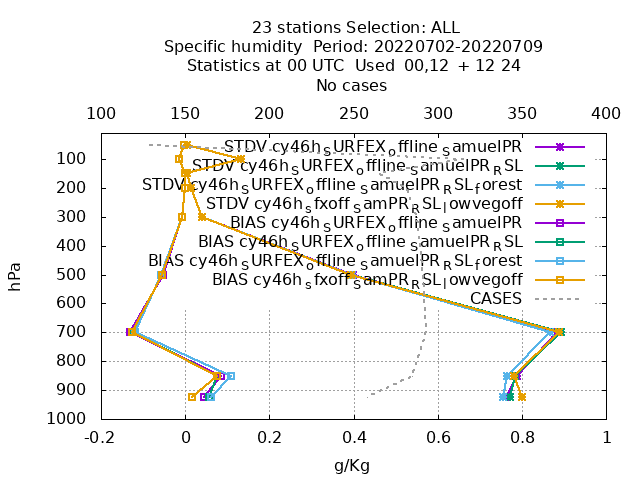 23 stations Selection: ALL
Specific humidity  Period: 20220702-20220709
Statistics at 00 UTC  Used  00,12  + 12 24
No cases
100 150 200 250 300 350 400
STDV cy46h_SURFEX_offline_samuelPR
STDV cy46h_SURFEX_offline_samuelPR_RSL
STDV cy46h_SURFEX_offline_samuelPR_RSL_forest
STDV cy46h_sfxoff_samPR_RSL_lowvegoff
BIAS cy46h_SURFEX_offline_samuelPR
BIAS cy46h_SURFEX_offline_samuelPR_RSL
BIAS cy46h_SURFEX_offline_samuelPR_RSL_forest
BIAS cy46h_sfxoff_samPR_RSL_lowvegoff
CASES
hPa
100
200
300
400
500
600
700
800
900
1000
-0.2 0 0.2 0.4 0.6 0.8 1
g/Kg